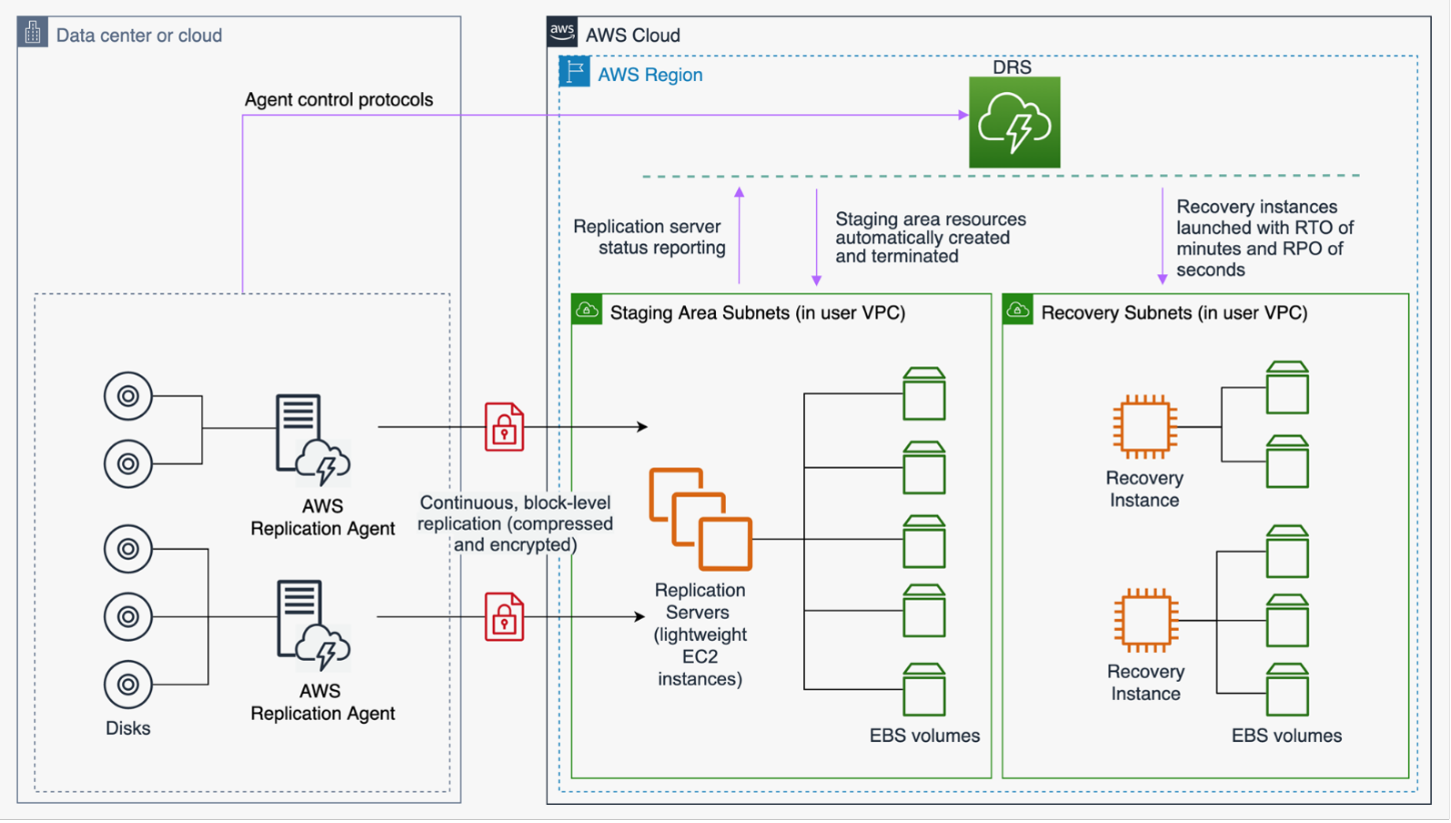 Data center or cloud
aws
AWS Cloud
AWS Region
DRS
Agent control protocols
Replication server
status reporting
Staging area resources
automatically created
and terminated
Recovery instances
launched with RTO of
minutes and RPO of
seconds
Staging Area Subnets (in user VPC)
Recovery Subnets (in user VPC)
AWS
Replication Agent
Continuous, block-level
replication (compressed
and encrypted)
AWS
Replication Agent
Disks
Replication
Servers
(lightweight
EC2
instances)
EBS volumes
Recovery
Instance
Recovery
Instance
EBS volumes